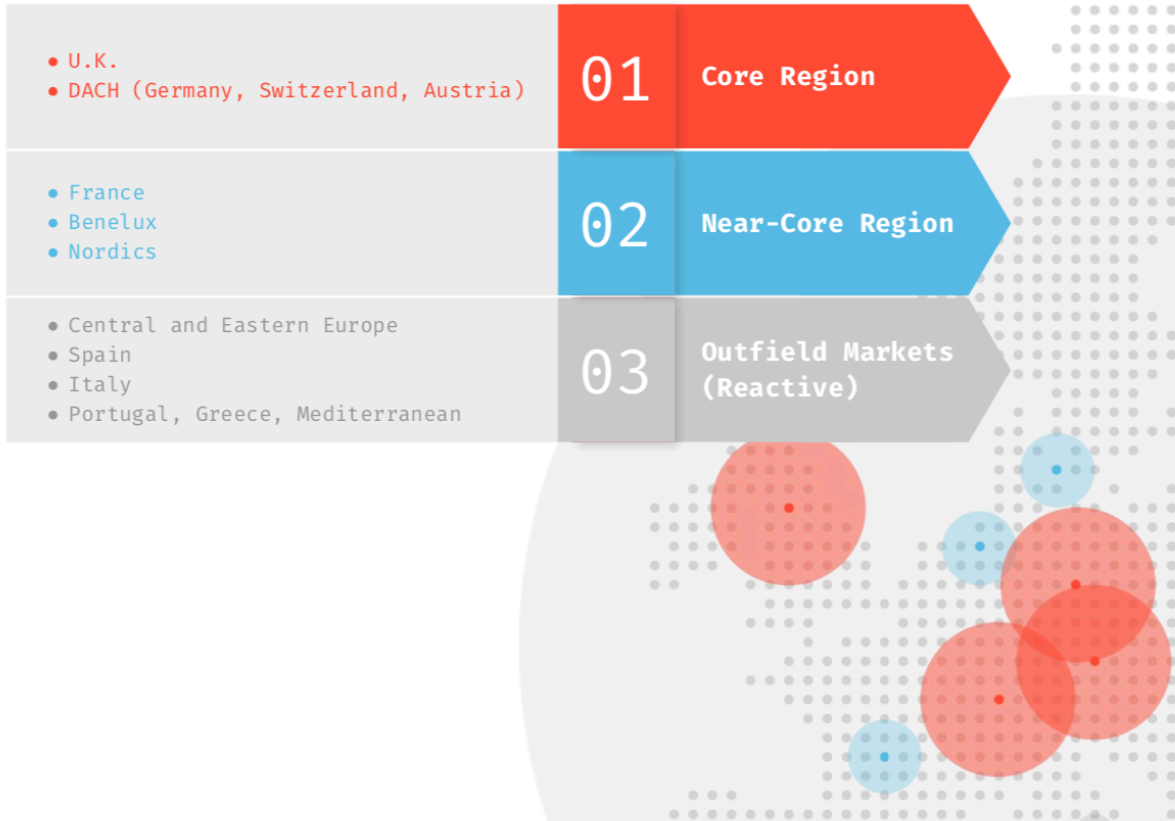 • U.K.
• DACH (Germany, Switzerland, Austria)
01
Core Region
• France
• Benelux
• Nordics
02
Near-Core Region
• Central and Eastern Europe
• Spain
• Italy
• Portugal, Greece, Mediterranean
03
Outfield Markets
(Reactive)